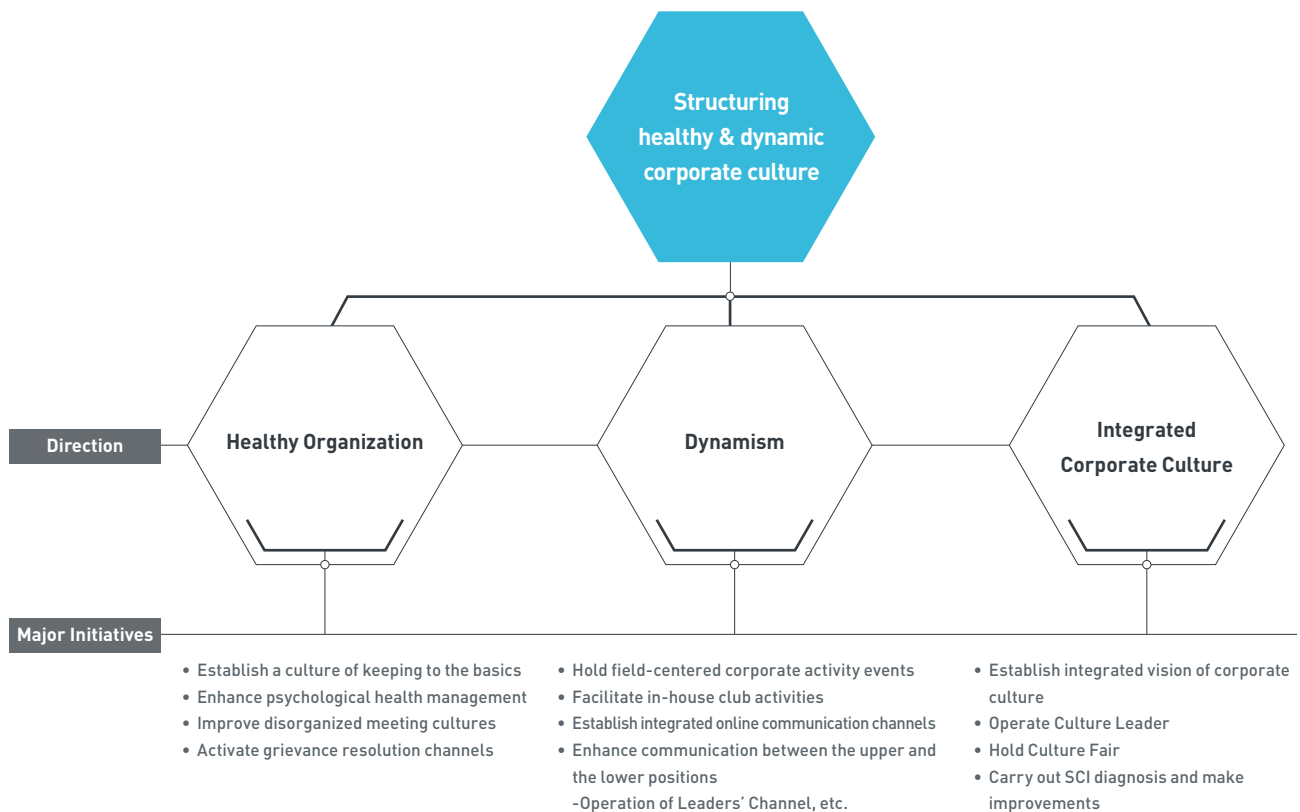 Structuring
healthy & dynamic
corporate culture
Direction
Healthy Organization
Dynamism
Integrated
Corporate Culture
Major Initiatives
• Establish a culture of keeping to the basics
• Enhance psychological health management
• Improve disorganized meeting cultures
• Activate grievance resolution channels
• Hold field-centered corporate activity events
• Facilitate in-house club activities
• Establish integrated online communication channels
• Enhance communication between the upper and
the lower positions
-Operation of Leaders’ Channel, etc.
• Establish integrated vision of corporate
culture
• Operate Culture Leader
• Hold Culture Fair
• Carry out SCI diagnosis and make
improvements